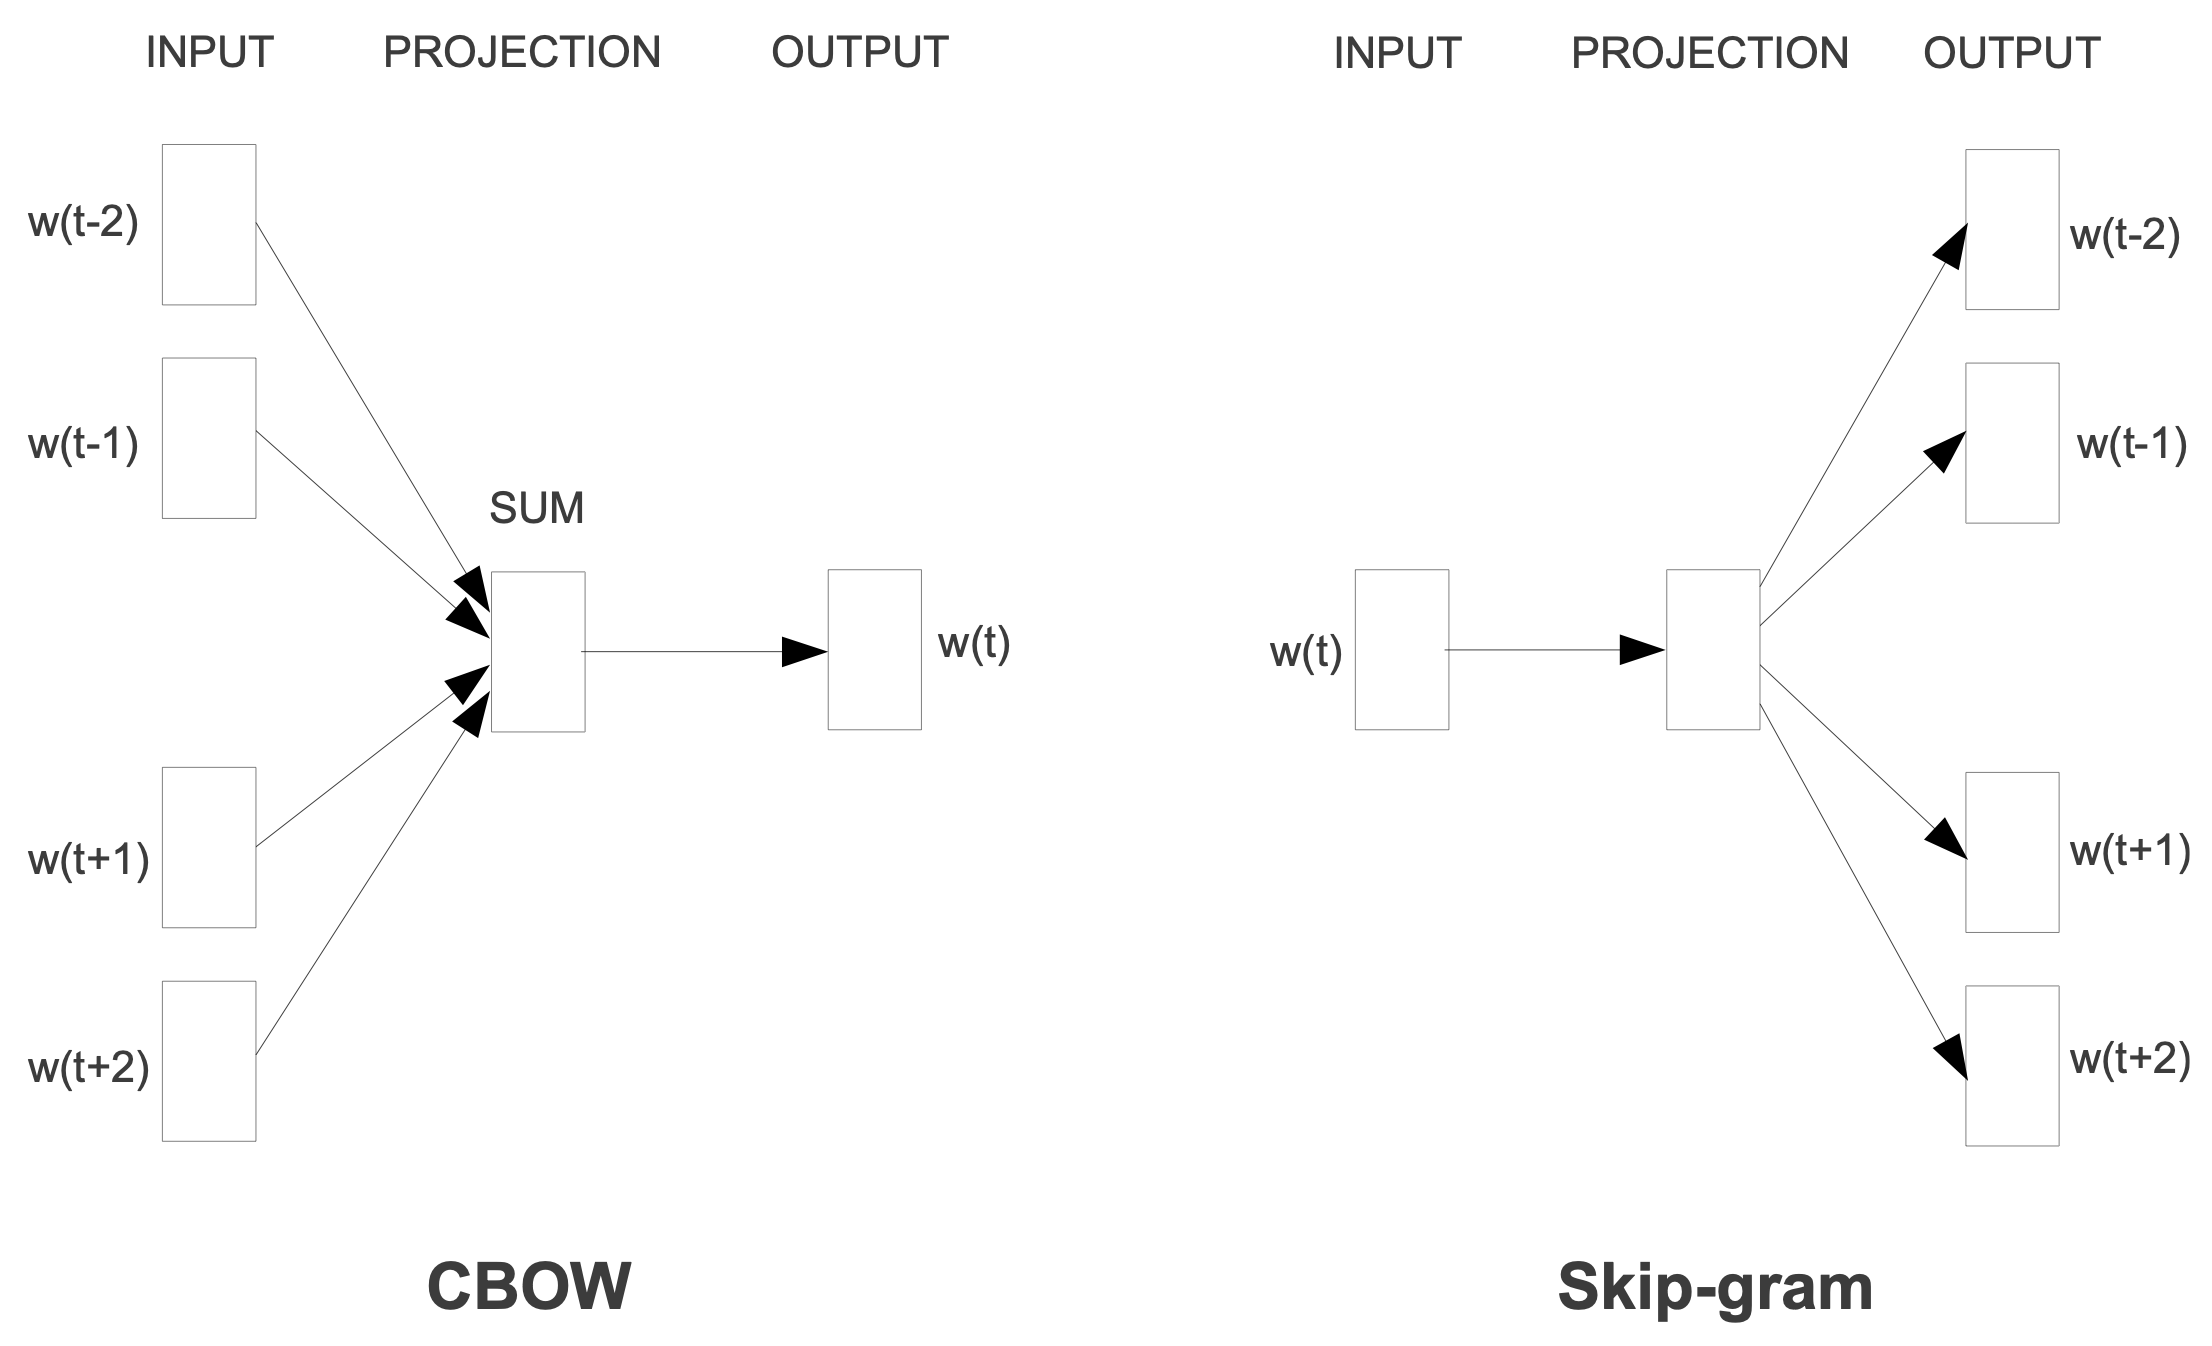 INPUT PROJECTION OUTPUT
w(t-2)
w(t-1)
SUM
w(t)
w(t+1)
w(t+2)
CBOW
INPUT PROJECTION OUTPUT
w(t-2)
w(t-1)
w(t)
w(t+1)
w(t+2)
Skip-gram